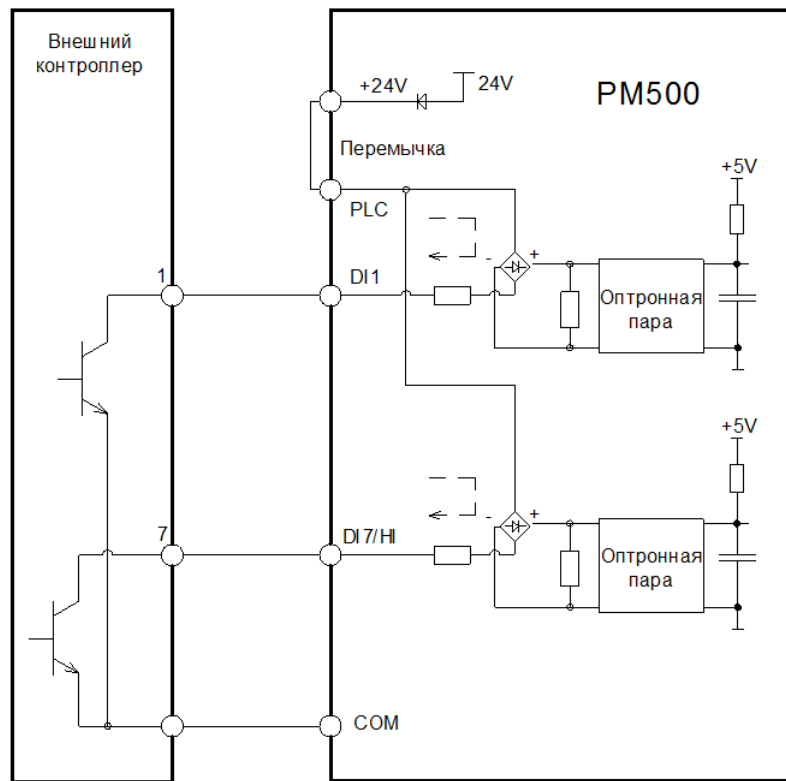 Внешний
контроллер
+24V
24V
PM500
Перемычка
PLC
+5V
-
+
1
DI1
Оптронная
пара
+5V
-
+
7
DI7/HI
Оптронная
пара
COM